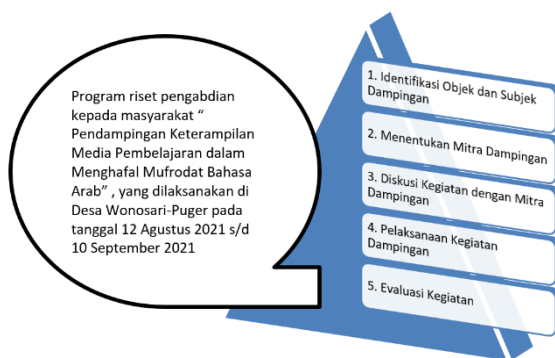 Program riset pengabdian
kepada masyarakat “
Pendampingan Keterampilan
Media Pembelajaran dalam
Menghafal Mufrodat Bahasa
Arab” , yang dilaksanakan di
Desa Wonosari-Puger pada
tanggal 12 Agustus 2021 s/d
10 September 2021
1. Identifikasi Objek dan Subjek
Dampingan
2. Menentukan Mitra Dampingan
3. Diskusi Kegiatan dengan Mitra
Dampingan
4. Pelaksanaan Kegiatan
Dampingan
5. Evaluasi Kegiatan